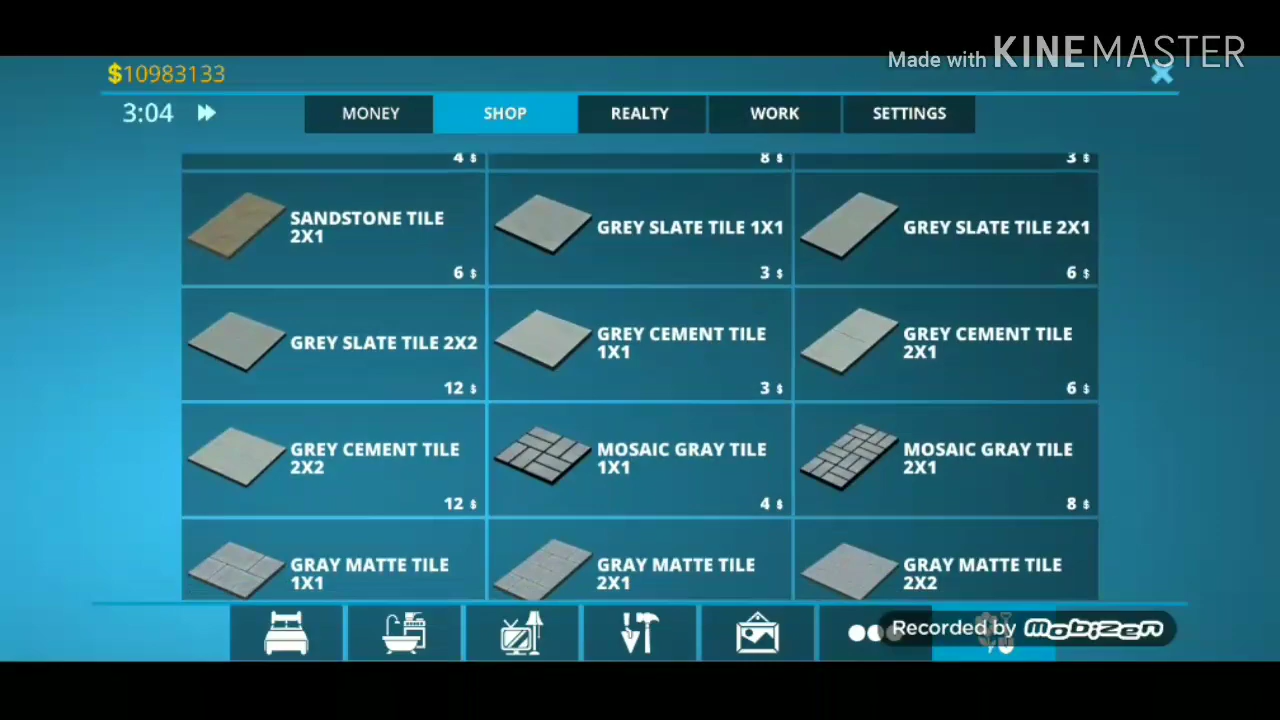 Made with KINEMASTER
$10983133
3:04
MONEY SHOP REALTY WORK SETTINGS
4 $ 8 $ 3 $
SANDSTONE TILE
2X1
6 $
GREY SLATE TILE 1X1
3 $
GREY SLATE TILE 2X1
6 $
GREY SLATE TILE 2X2
12 $
GREY CEMENT TILE
1X1
3 $
GREY CEMENT TILE
2X1
6 $
GREY CEMENT TILE
2X2
12 $
MOSAIC GRAY TILE
1X1
4 $
MOSAIC GRAY TILE
2X1
8 $
GRAY MATTE TILE
1X1
GRAY MATTE TILE
2X1
GRAY MATTE TILE
2X2
Recorded by mobizen